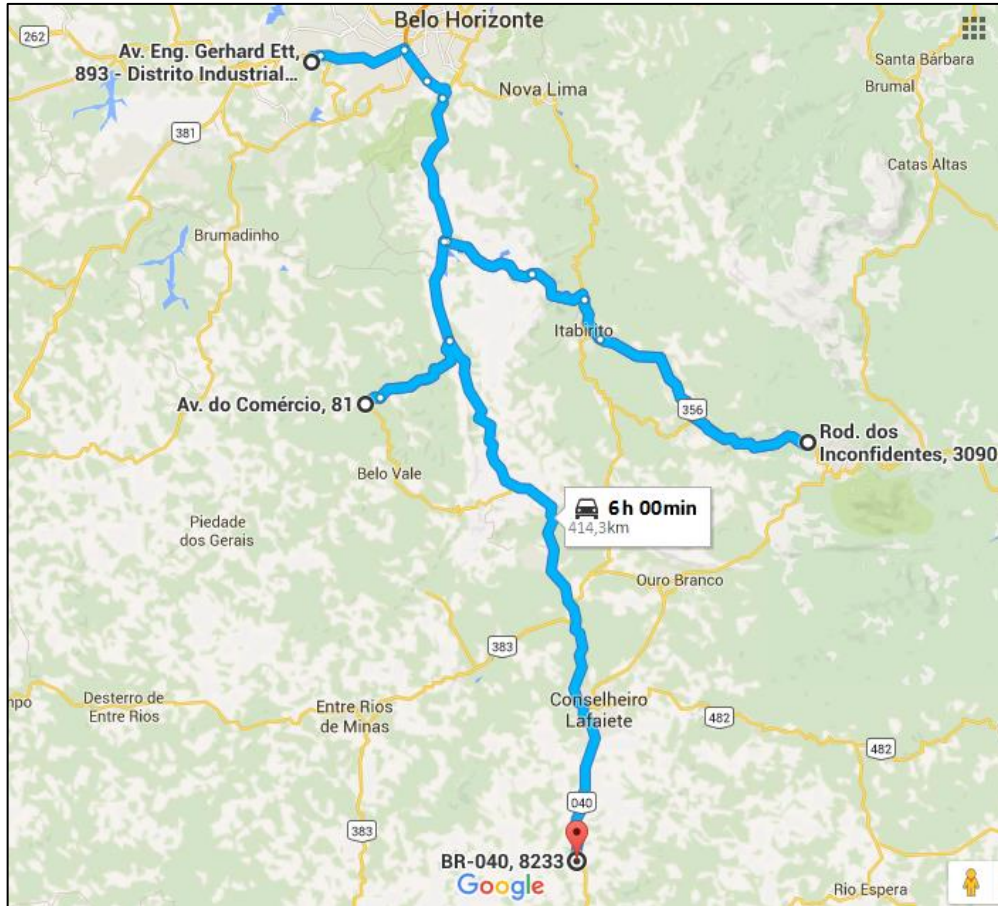 Belo Horizonte
262
Av. Eng. Gerhard Ett,
893 - Distrito Industrial...
Santa Bárbara
Brumal
Nova Lima
381
Catas Altas
Brumadinho
Itabirito
Av. do Comércio, 81
356
Rod. dos
Inconfidentes, 3090
Belo Vale
6 h 00min
414,3km
Piedade
dos Gerais
Ouro Branco
383
Desterro de
Entre Rios
mpo
Entre Rios
de Minas
Conselheiro
Lafaiete
482
482
040
383
BR-040, 8233
Google
Rio Espera